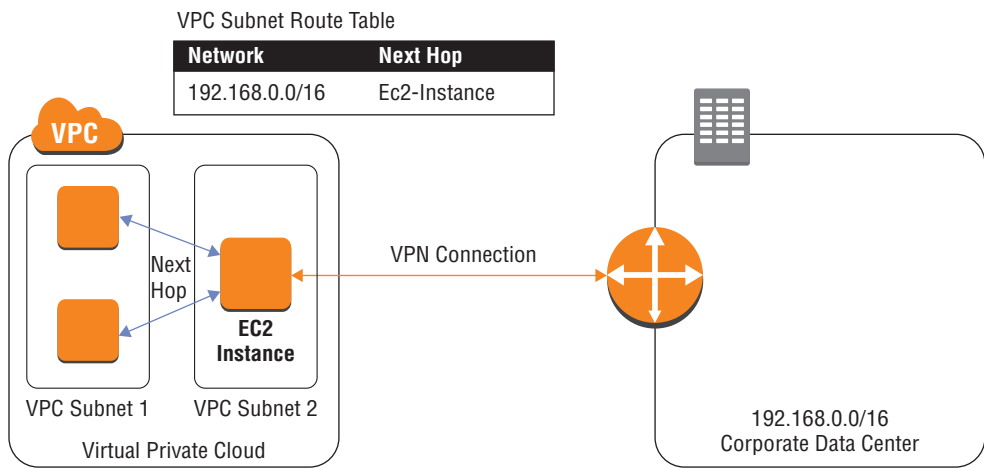 VPC Subnet Route Table
Network Next Hop
192.168.0.0/16 Ec2-Instance
VPC
Next
Hop
EC2
Instance
VPC Subnet 1
VPC Subnet 2
Virtual Private Cloud
VPN Connection
192.168.0.0/16
Corporate Data Center